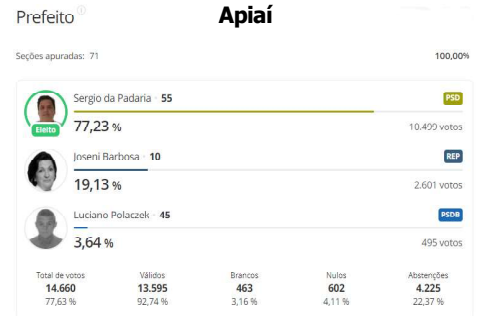 Prefeito
Apiaí
Seções apuradas: 71
100,00%
Sergio da Padaria · 55
PSD
Eleito
77,23 %
10.499 votos
Joseni Barbosa · 10
REP
19,13 %
2.601 votos
Luciano Polaczek · 45
PSDB
3,64 %
495 votos
Total de votos Válidos Brancos Nulos Abstenções
14.660 13.595 463 602 4.225
77,63 % 92,74 % 3,16 % 4,11 % 22,37 %